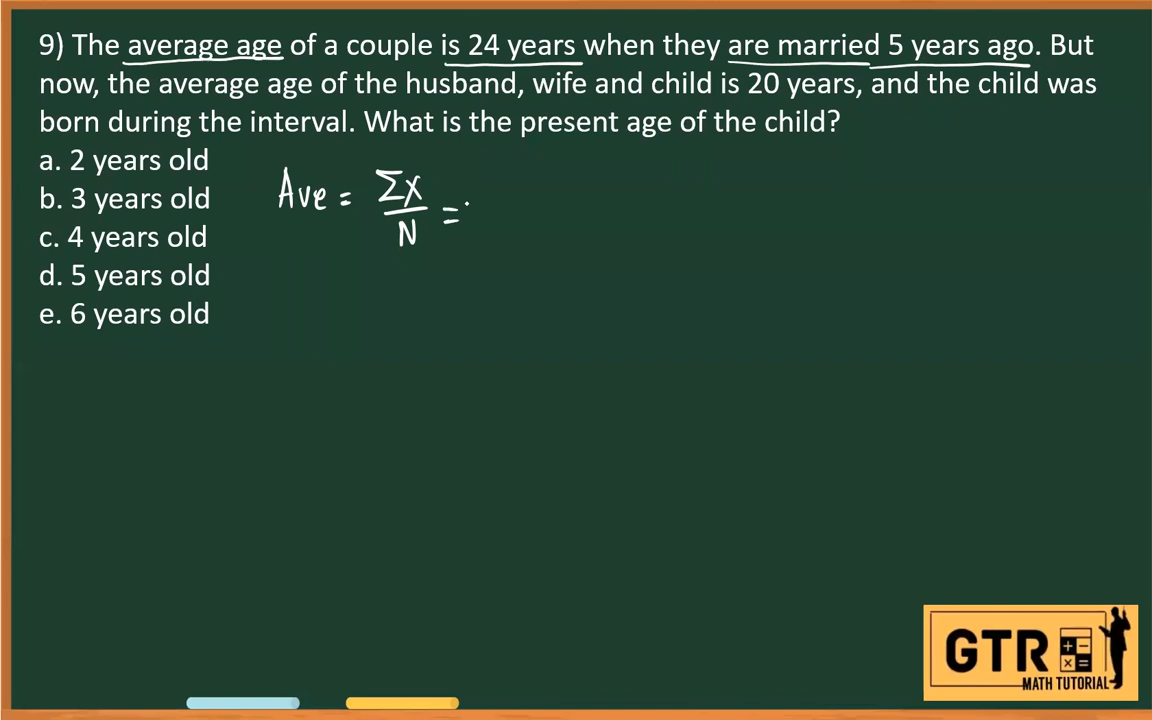 9) The average age of a couple is 24 years when they are married 5 years ago. But
now, the average age of the husband, wife and child is 20 years, and the child was
born during the interval. What is the present age of the child?
a. 2 years old
b. 3 years old
c. 4 years old
d. 5 years old
e. 6 years old
Ave = Σx/N =
GTR
MATH TUTORIAL